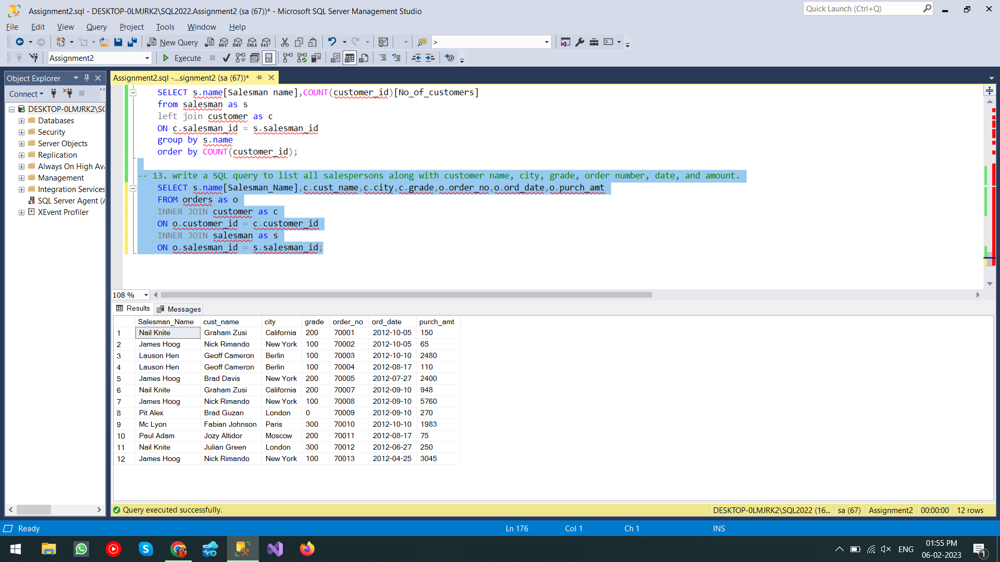 Assignment2.sql - DESKTOP-0LMJRK2\SQL2022.Assignment2 (sa (67))* - Microsoft SQL Server Management Studio
Quick Launch (Ctrl+Q)
File Edit View Query Project Tools Window Help
New Query MDX DMX XMLA DAX >
Assignment2 Execute
Object Explorer
Assignment2.sql -...signment2 (sa (67))*
Connect
DESKTOP-0LMJRK2\SC
Databases
Security
Server Objects
Replication
Always On High Ava
Management
Integration Services
SQL Server Agent (A
XEvent Profiler
SELECT s.name[Salesman name],COUNT(customer_id)[No_of_customers]
from salesman as s
left join customer as c
ON c.salesman_id = s.salesman_id
group by s.name
order by COUNT(customer_id);
-- 13. write a SQL query to list all salespersons along with customer name, city, grade, order number, date, and amount.
SELECT s.name[Salesman_Name],c.cust_name,c.city,c.grade,o.order_no,o.ord_date,o.purch_amt
FROM orders as o
INNER JOIN customer as c
ON o.customer_id = c.customer_id
INNER JOIN salesman as s
ON o.salesman_id = s.salesman_id;
108 %
Results Messages
Salesman_Name cust_name city grade order_no ord_date purch_amt
1 Nail Knite Graham Zusi California 200 70001 2012-10-05 150
2 James Hoog Nick Rimando New York 100 70002 2012-10-05 65
3 Lauson Hen Geoff Cameron Berlin 100 70003 2012-10-10 2480
4 Lauson Hen Geoff Cameron Berlin 100 70004 2012-08-17 110
5 James Hoog Brad Davis New York 200 70005 2012-07-27 2400
6 Nail Knite Graham Zusi California 200 70007 2012-09-10 948
7 James Hoog Nick Rimando New York 100 70008 2012-09-10 5760
8 Pit Alex Brad Guzan London 0 70009 2012-09-10 270
9 Mc Lyon Fabian Johnson Paris 300 70010 2012-10-10 1983
10 Paul Adam Jozy Altidor Moscow 200 70011 2012-08-17 75
11 Nail Knite Julian Green London 300 70012 2012-06-27 250
12 James Hoog Nick Rimando New York 100 70013 2012-04-25 3045
Query executed successfully. DESKTOP-0LMJRK2\SQL2022 (16... sa (67) Assignment2 00:00:00 12 rows
Ready Ln 176 Col 1 Ch 1 INS
ENG 01:55 PM
06-02-2023 1